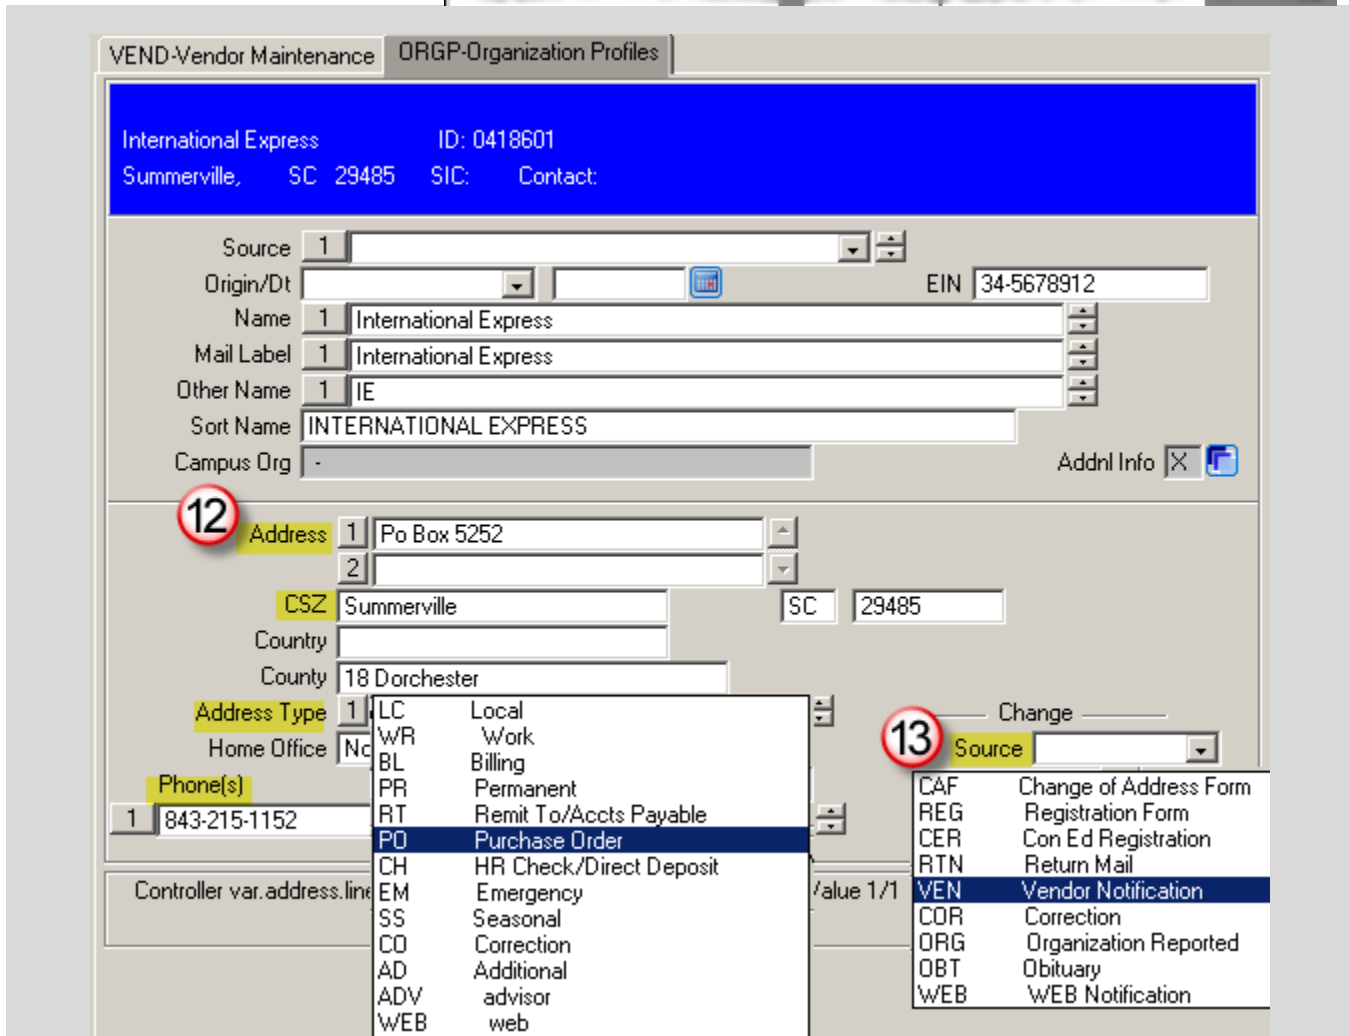 VEND-Vendor Maintenance ORGP-Organization Profiles
International Express ID: 0418601
Summerville, SC 29485 SIC: Contact:
Source 1
Origin/Dt EIN 34-5678912
Name 1 International Express
Mail Label 1 International Express
Other Name 1 IE
Sort Name INTERNATIONAL EXPRESS
Campus Org - Addnl Info X
12
Address 1 Po Box 5252
2
CSZ Summerville SC 29485
Country
County 18 Dorchester
Address Type 1
Home Office No
Phone(s)
1 843-215-1152
LC Local
WR Work
BL Billing
PR Permanent
RT Remit To/Accts Payable
PO Purchase Order
CH HR Check/Direct Deposit
EM Emergency
SS Seasonal
CO Correction
AD Additional
ADV advisor
WEB web
Change
13 Source
CAF Change of Address Form
REG Registration Form
CER Con Ed Registration
RTN Return Mail
VEN Vendor Notification
COR Correction
ORG Organization Reported
OBT Obituary
WEB WEB Notification
Controller var.address.line /alue 1/1